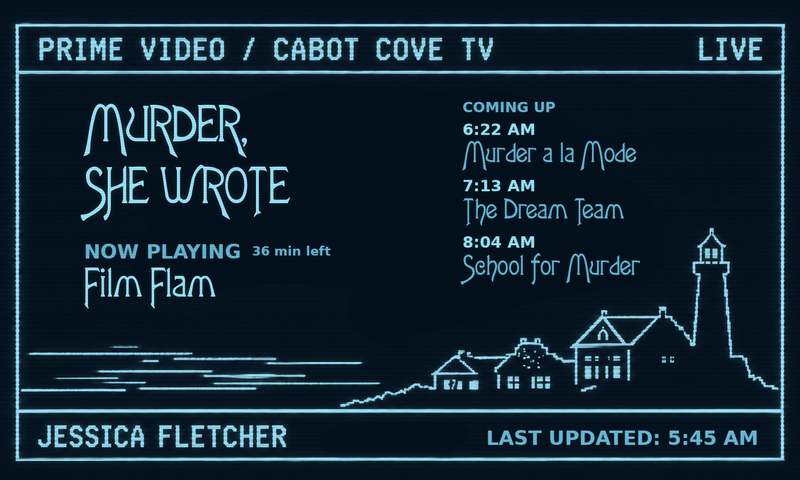 PRIME VIDEO / CABOT COVE TV
LIVE
MURDER,
SHE WROTE
NOW PLAYING 36 min left
Film Flam
COMING UP
6:22 AM
Murder a la Mode
7:13 AM
The Dream Team
8:04 AM
School for Murder
JESSICA FLETCHER
LAST UPDATED: 5:45 AM